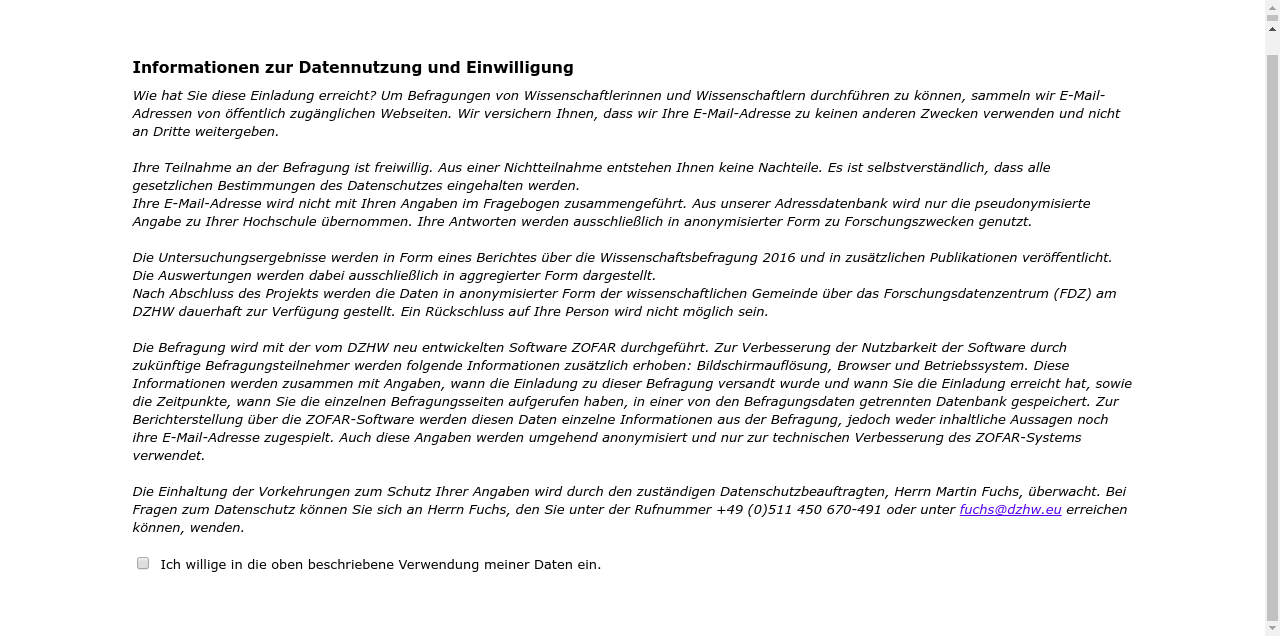 Informationen zur Datennutzung und Einwilligung
Wie hat Sie diese Einladung erreicht? Um Befragungen von Wissenschaftlerinnen und Wissenschaftlern durchführen zu können, sammeln wir E-Mail-
Adressen von öffentlich zugänglichen Webseiten. Wir versichern Ihnen, dass wir Ihre E-Mail-Adresse zu keinen anderen Zwecken verwenden und nicht
an Dritte weitergeben.
Ihre Teilnahme an der Befragung ist freiwillig. Aus einer Nichtteilnahme entstehen Ihnen keine Nachteile. Es ist selbstverständlich, dass alle
gesetzlichen Bestimmungen des Datenschutzes eingehalten werden.
Ihre E-Mail-Adresse wird nicht mit Ihren Angaben im Fragebogen zusammengeführt. Aus unserer Adressdatenbank wird nur die pseudonymisierte
Angabe zu Ihrer Hochschule übernommen. Ihre Antworten werden ausschließlich in anonymisierter Form zu Forschungszwecken genutzt.
Die Untersuchungsergebnisse werden in Form eines Berichtes über die Wissenschaftsbefragung 2016 und in zusätzlichen Publikationen veröffentlicht.
Die Auswertungen werden dabei ausschließlich in aggregierter Form dargestellt.
Nach Abschluss des Projekts werden die Daten in anonymisierter Form der wissenschaftlichen Gemeinde über das Forschungsdatenzentrum (FDZ) am
DZHW dauerhaft zur Verfügung gestellt. Ein Rückschluss auf Ihre Person wird nicht möglich sein.
Die Befragung wird mit der vom DZHW neu entwickelten Software ZOFAR durchgeführt. Zur Verbesserung der Nutzbarkeit der Software durch
zukünftige Befragungsteilnehmer werden folgende Informationen zusätzlich erhoben: Bildschirmauflösung, Browser und Betriebssystem. Diese
Informationen werden zusammen mit Angaben, wann die Einladung zu dieser Befragung versandt wurde und wann Sie die Einladung erreicht hat, sowie
die Zeitpunkte, wann Sie die einzelnen Befragungsseiten aufgerufen haben, in einer von den Befragungsdaten getrennten Datenbank gespeichert. Zur
Berichterstellung über die ZOFAR-Software werden diesen Daten einzelne Informationen aus der Befragung, jedoch weder inhaltliche Aussagen noch
ihre E-Mail-Adresse zugespielt. Auch diese Angaben werden umgehend anonymisiert und nur zur technischen Verbesserung des ZOFAR-Systems
verwendet.
Die Einhaltung der Vorkehrungen zum Schutz Ihrer Angaben wird durch den zuständigen Datenschutzbeauftragten, Herrn Martin Fuchs, überwacht. Bei
Fragen zum Datenschutz können Sie sich an Herrn Fuchs, den Sie unter der Rufnummer +49 (0)511 450 670-491 oder unter fuchs@dzhw.eu erreichen
können, wenden.
Ich willige in die oben beschriebene Verwendung meiner Daten ein.